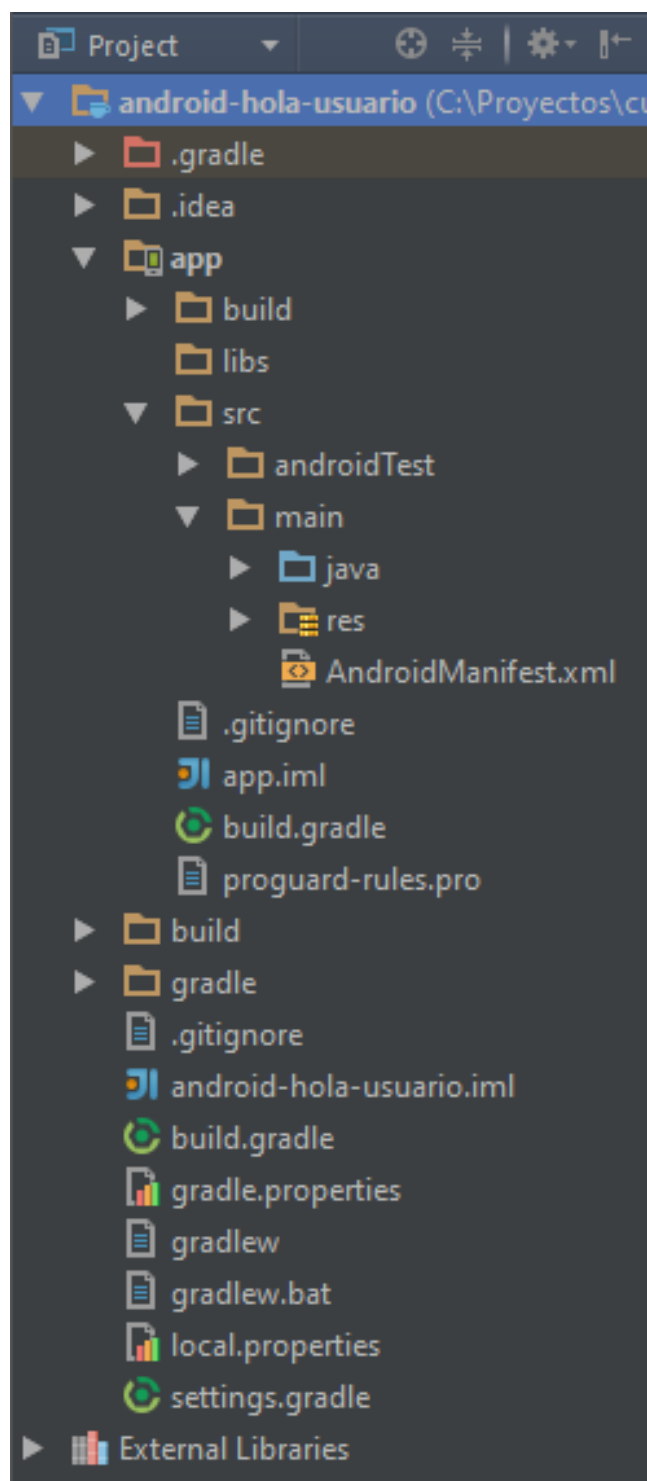 Project
android-hola-usuario (C:\Proyectos\cu
.gradle
.idea
app
build
libs
src
androidTest
main
java
res
AndroidManifest.xml
.gitignore
app.iml
build.gradle
proguard-rules.pro
build
gradle
.gitignore
android-hola-usuario.iml
build.gradle
gradle.properties
gradlew
gradlew.bat
local.properties
settings.gradle
External Libraries